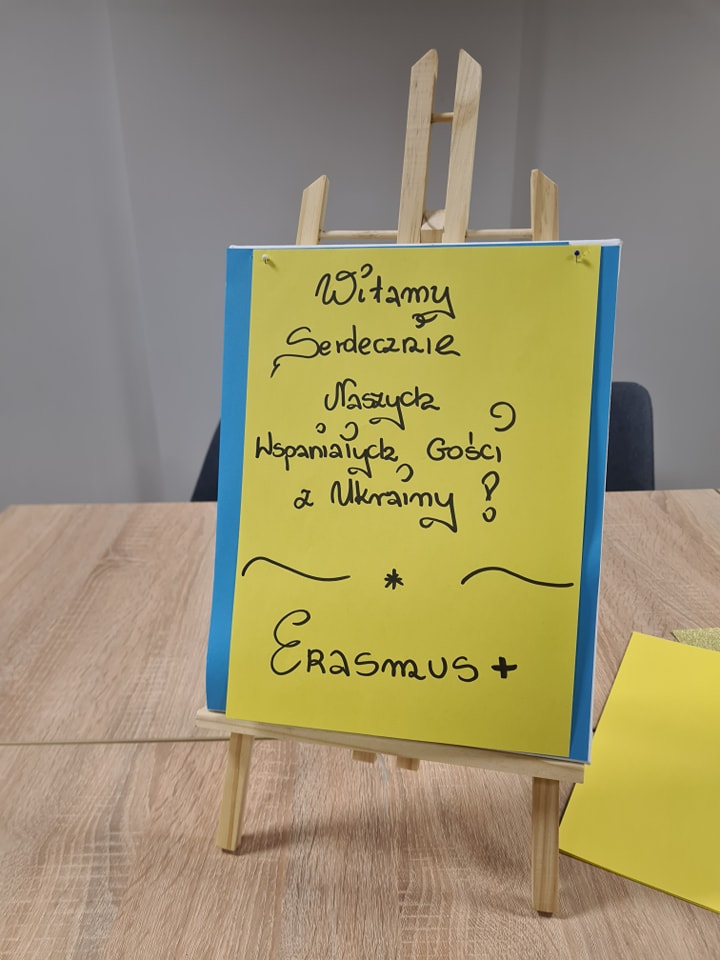 Witamy
Serdecznie
Naszych
Wspaniałych Gości
z Ukrainy!
*
Erasmus+